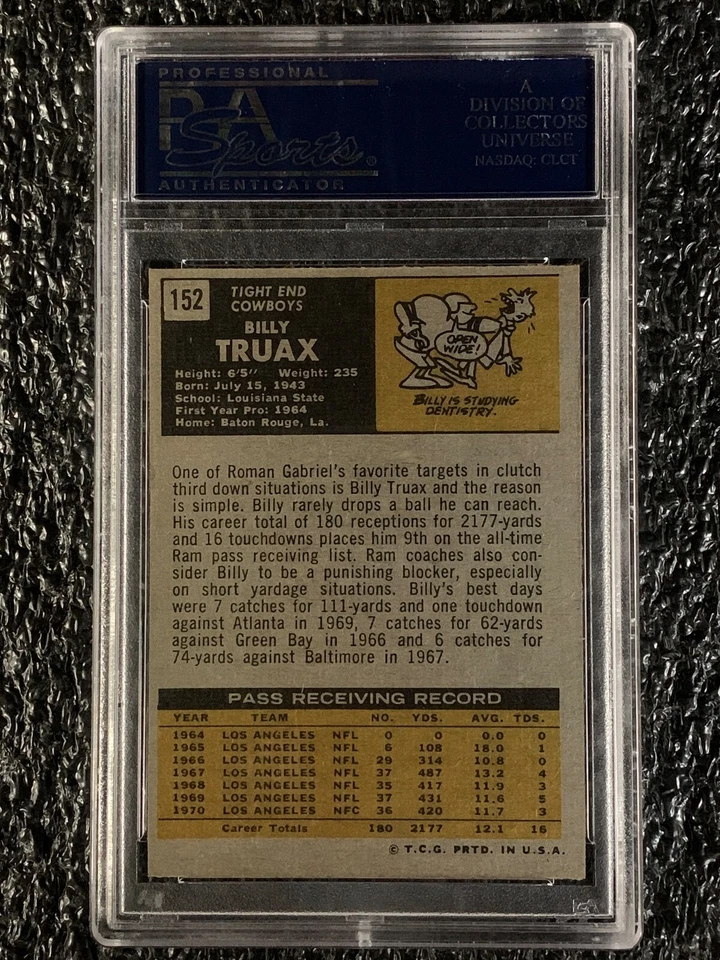 PROFESSIONAL
PSA
Sports®
AUTHENTICATOR
A
DIVISION OF
COLLECTORS
UNIVERSE
NASDAQ: CLCT
152
TIGHT END
COWBOYS
BILLY
TRUAX
Height: 6'5" Weight: 235
Born: July 15, 1943
School: Louisiana State
First Year Pro: 1964
Home: Baton Rouge, La.
OPEN
WIDE!
BILLY IS STUDYING
DENTISTRY.
One of Roman Gabriel's favorite targets in clutch
third down situations is Billy Truax and the reason
is simple. Billy rarely drops a ball he can reach.
His career total of 180 receptions for 2177-yards
and 16 touchdowns places him 9th on the all-time
Ram pass receiving list. Ram coaches also con-
sider Billy to be a punishing blocker, especially
on short yardage situations. Billy's best days
were 7 catches for 111-yards and one touchdown
against Atlanta in 1969, 7 catches for 62-yards
against Green Bay in 1966 and 6 catches for
74-yards against Baltimore in 1967.
PASS RECEIVING RECORD
YEAR TEAM NO. YDS. AVG. TDS.
1964 LOS ANGELES NFL 0 0 0.0 0
1965 LOS ANGELES NFL 6 108 18.0 1
1966 LOS ANGELES NFL 29 314 10.8 0
1967 LOS ANGELES NFL 37 487 13.2 4
1968 LOS ANGELES NFL 35 417 11.9 3
1969 LOS ANGELES NFL 37 431 11.6 5
1970 LOS ANGELES NFC 36 420 11.7 3
Career Totals 180 2177 12.1 16
© T.C.G. PRTD. IN U.S.A.